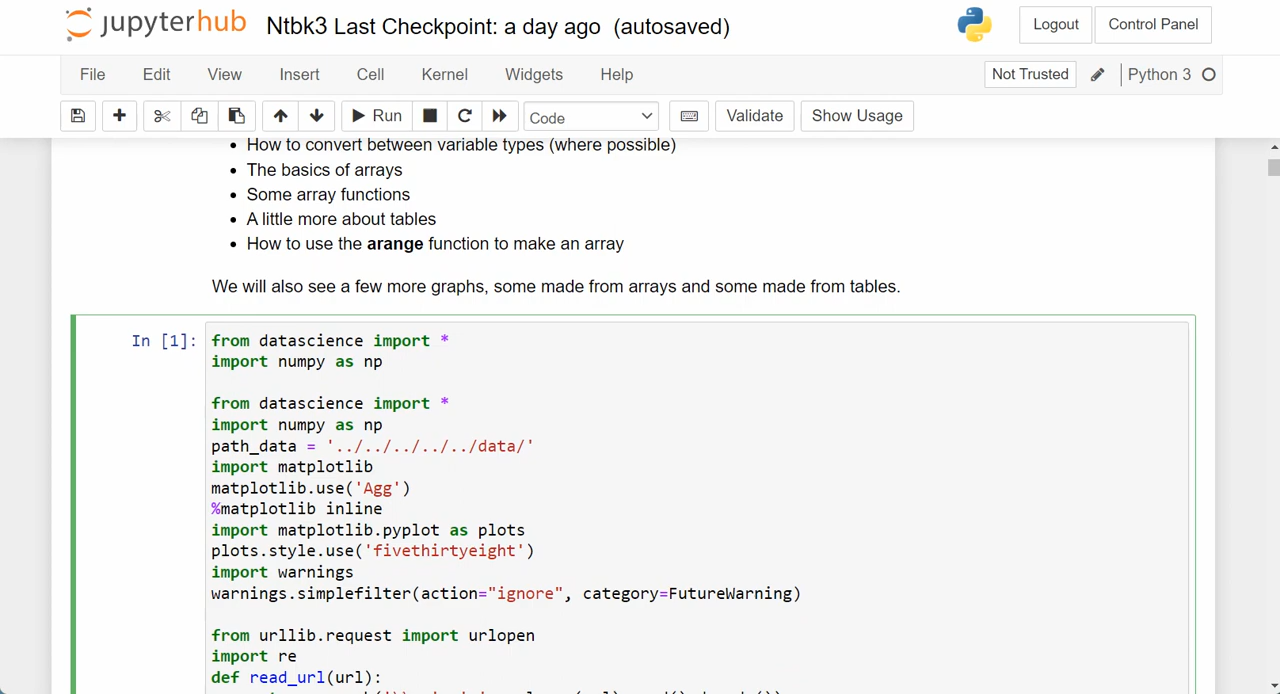 jupyterhub Ntbk3 Last Checkpoint: a day ago (autosaved) Logout Control Panel
File Edit View Insert Cell Kernel Widgets Help Not Trusted Python 3
Run Code Validate Show Usage
• How to convert between variable types (where possible)
• The basics of arrays
• Some array functions
• A little more about tables
• How to use the arange function to make an array
We will also see a few more graphs, some made from arrays and some made from tables.
In [1]: from datascience import *
import numpy as np
from datascience import *
import numpy as np
path_data = '../../../../../data/'
import matplotlib
matplotlib.use('Agg')
%matplotlib inline
import matplotlib.pyplot as plots
plots.style.use('fivethirtyeight')
import warnings
warnings.simplefilter(action="ignore", category=FutureWarning)
from urllib.request import urlopen
import re
def read_url(url):